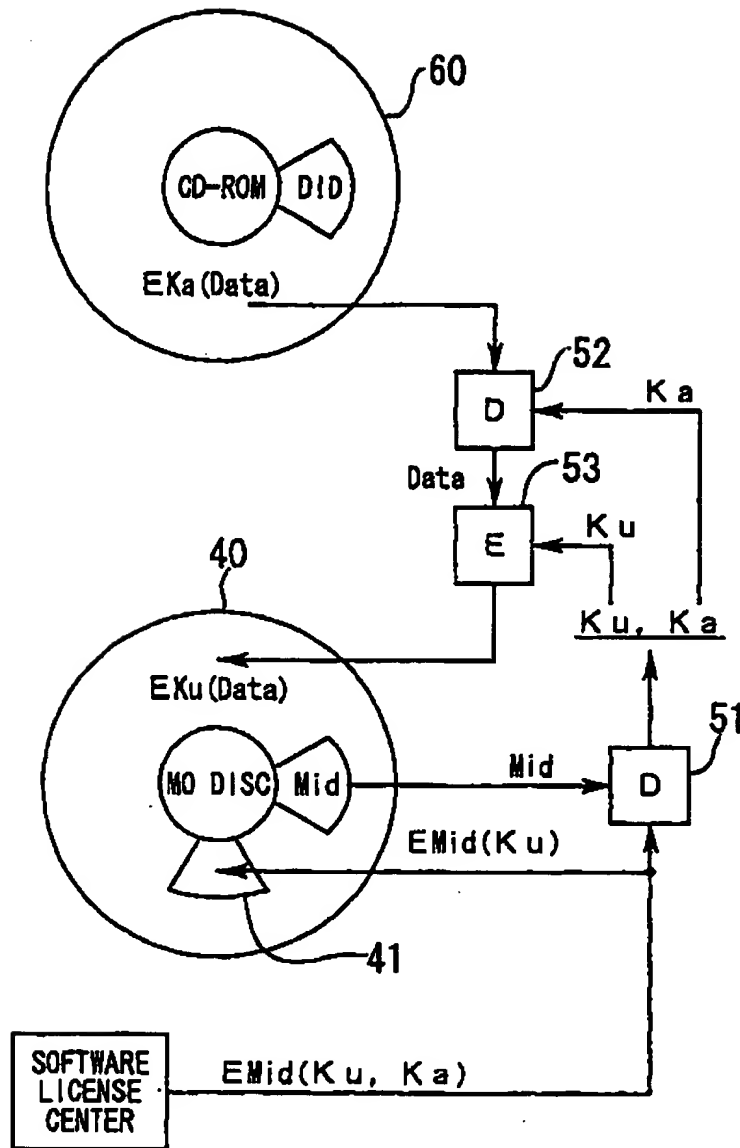 60
CD-ROM
DID
EKa(Data)
52
D
Ka
Data
53
E
Ku
40
Ku, Ka
EKu(Data)
51
MO DISC
Mid
Mid
D
EMid(Ku)
41
SOFTWARE
LICENSE
CENTER
EMid(Ku, Ka)